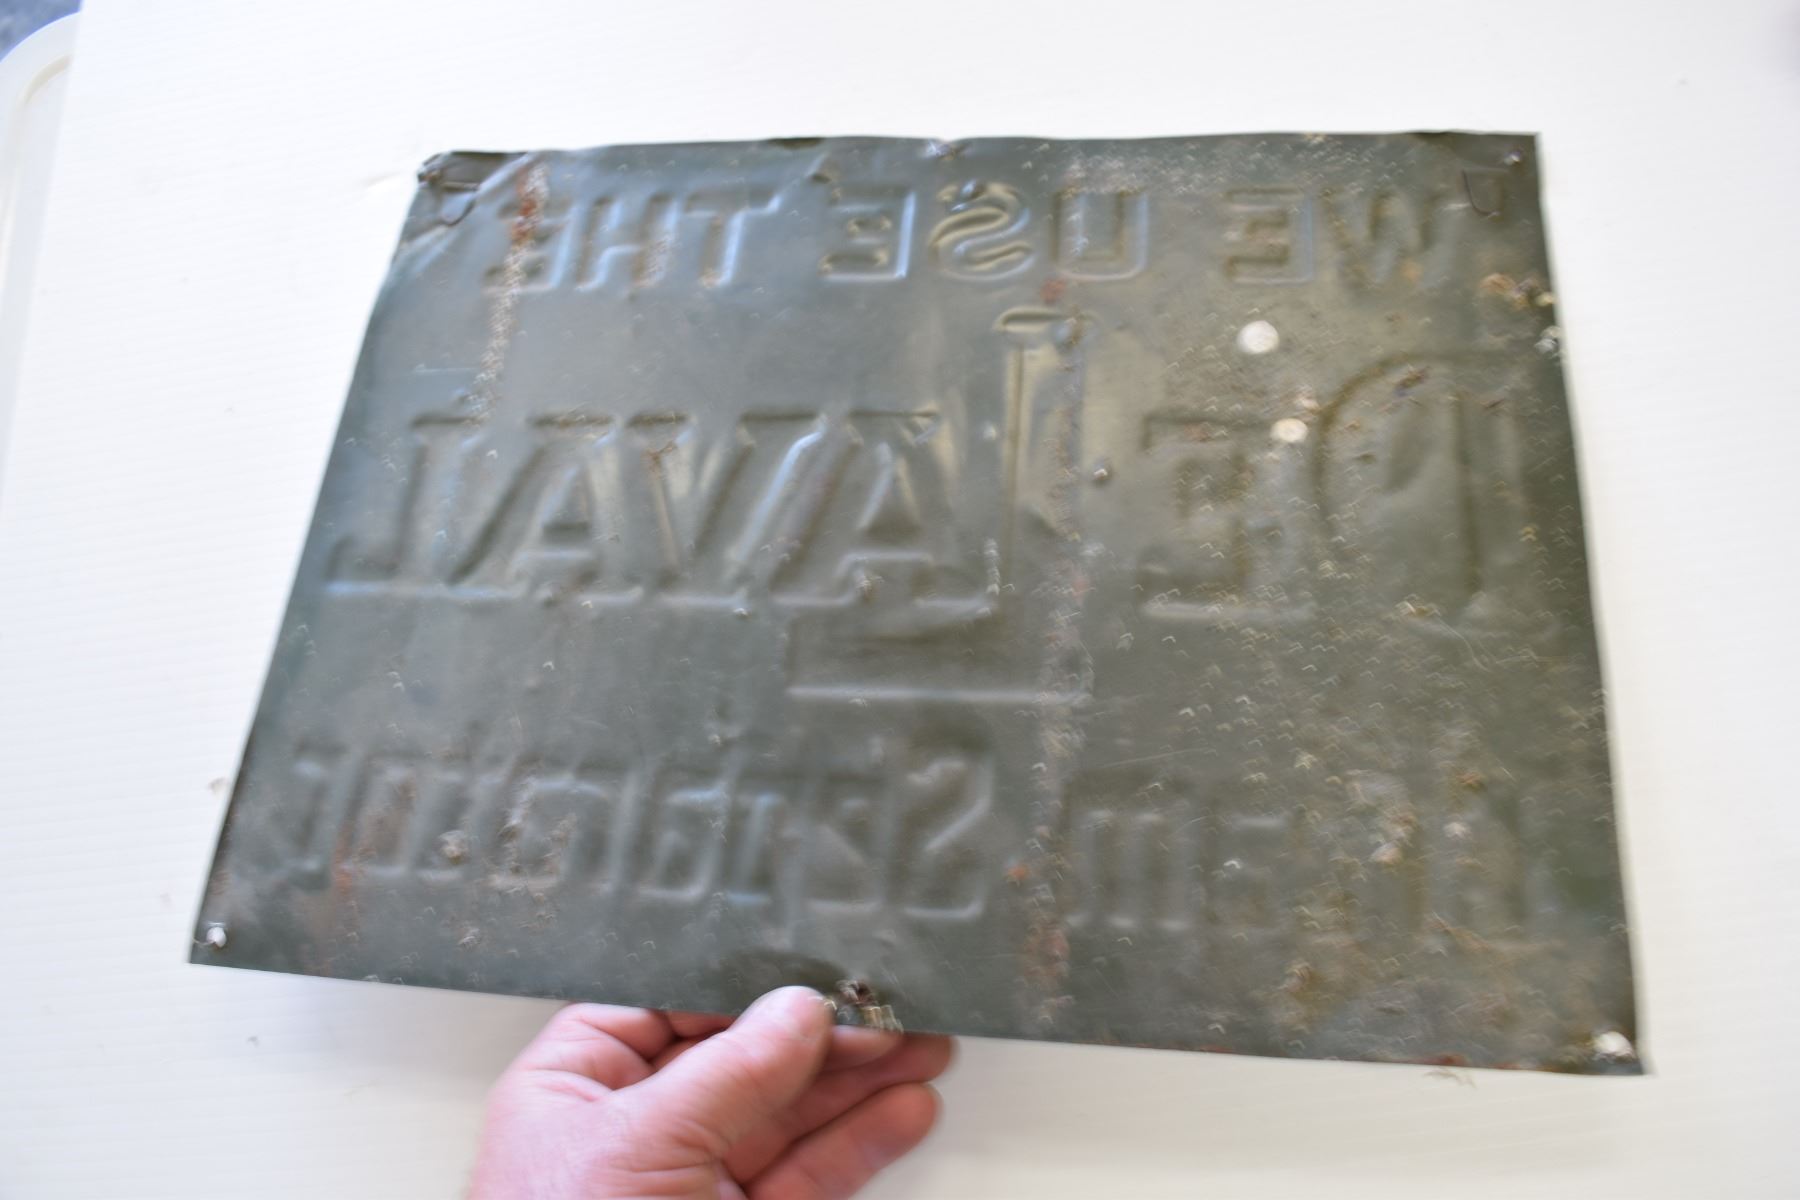 WE USE THE
DE LAVAL
Cream Separator